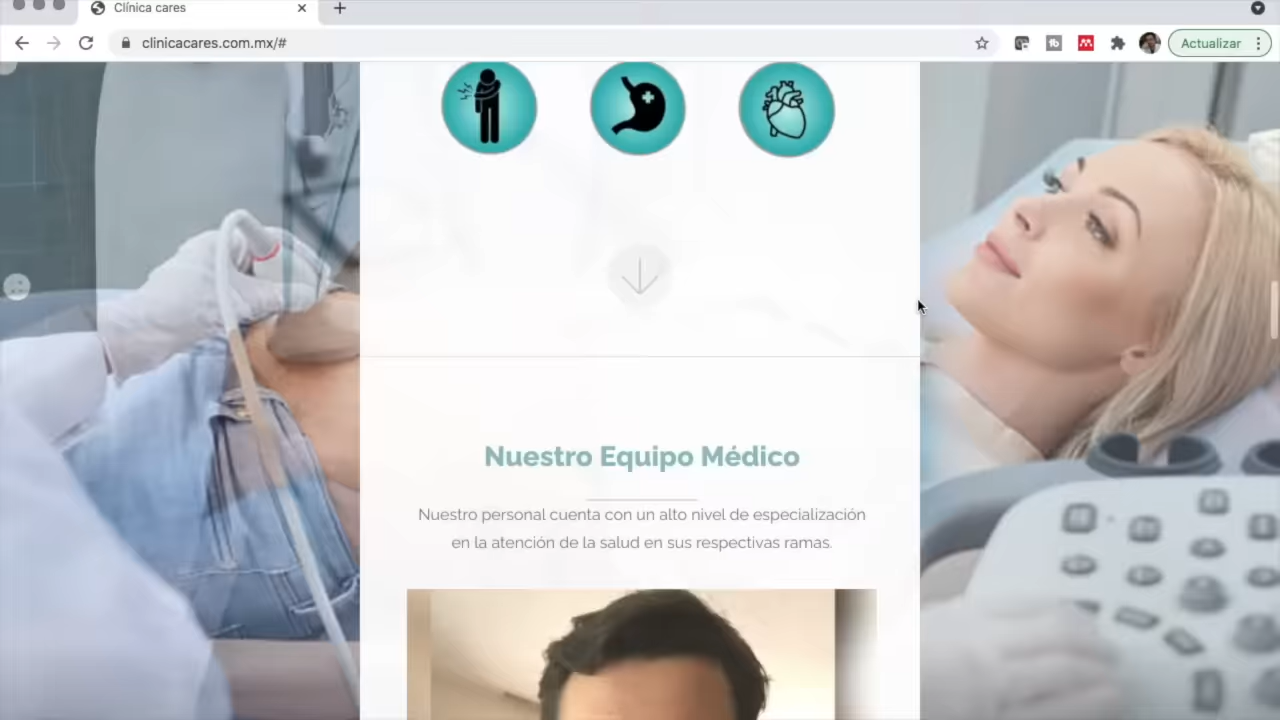 Clínica cares
clinicacares.com.mx/#
Actualizar
Nuestro Equipo Médico
Nuestro personal cuenta con un alto nivel de especialización
en la atención de la salud en sus respectivas ramas.